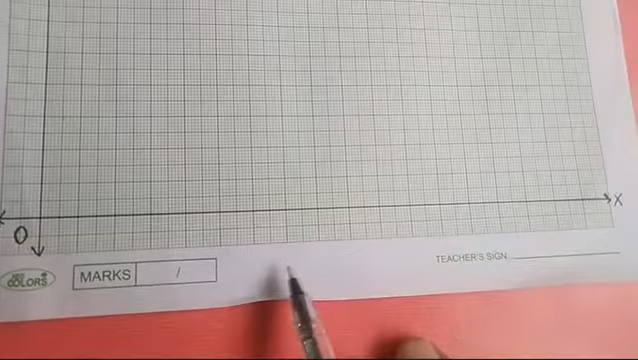 X
O
COLORS
MARKS /
TEACHER'S SIGN